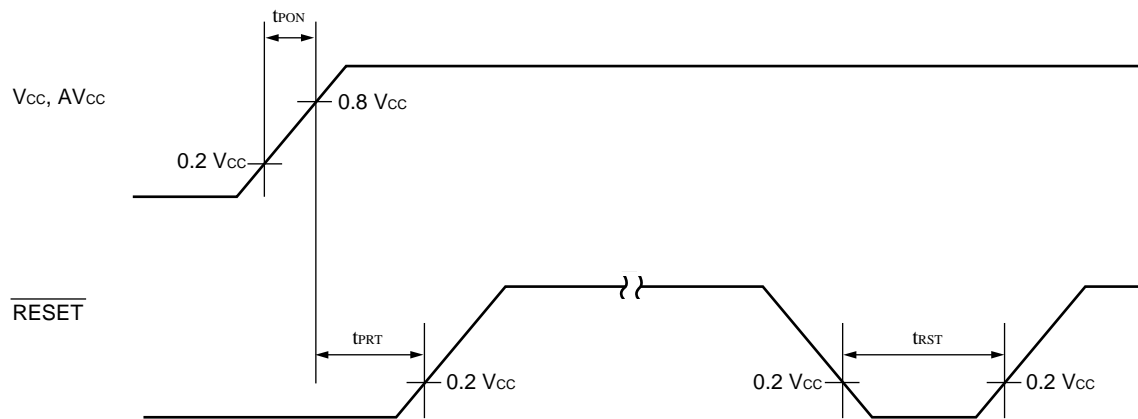 tPON
VCC, AVCC
0.8 VCC
0.2 VCC
RESET
tPRT
tRST
0.2 VCC
0.2 VCC
0.2 VCC